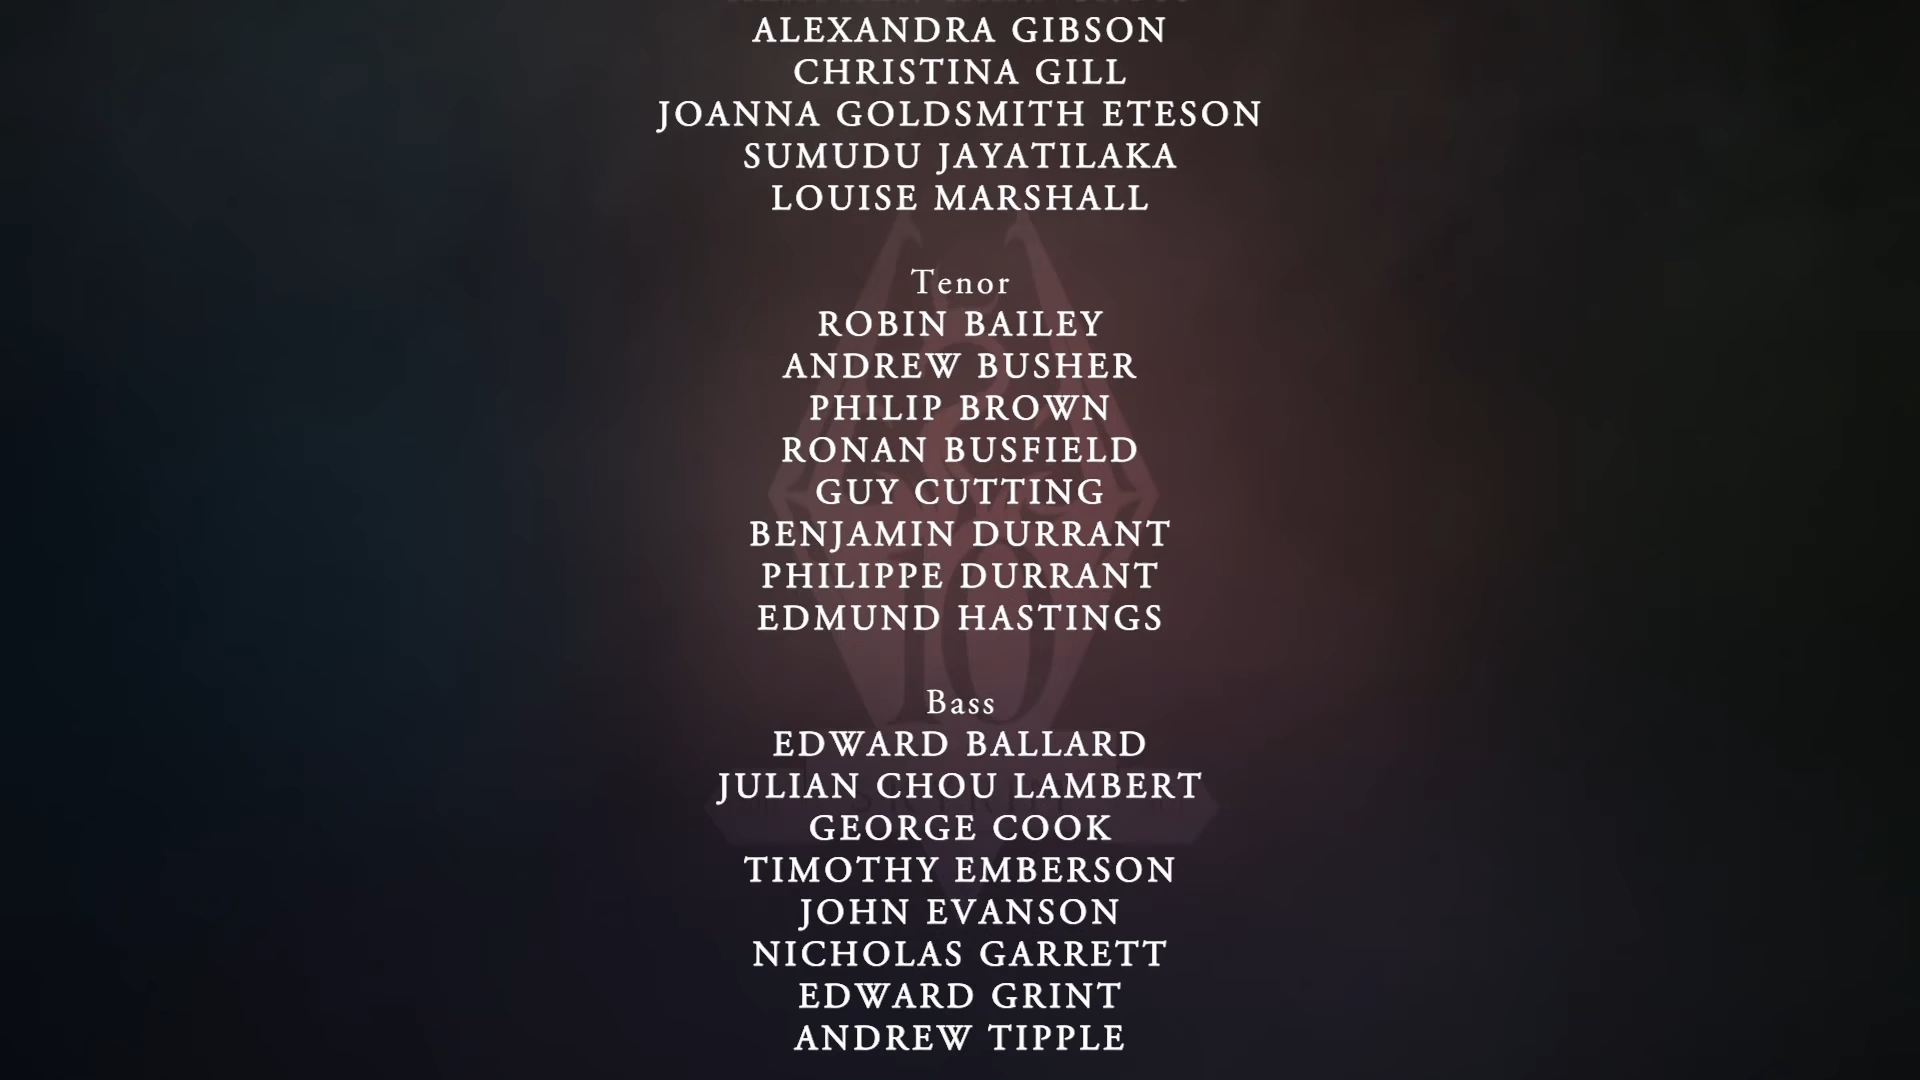 ALEXANDRA GIBSON
CHRISTINA GILL
JOANNA GOLDSMITH ETESON
SUMUDU JAYATILAKA
LOUISE MARSHALL
Tenor
ROBIN BAILEY
ANDREW BUSHER
PHILIP BROWN
RONAN BUSFIELD
GUY CUTTING
BENJAMIN DURRANT
PHILIPPE DURRANT
EDMUND HASTINGS
10
Bass
EDWARD BALLARD
JULIAN CHOU LAMBERT
GEORGE COOK
TIMOTHY EMBERSON
JOHN EVANSON
NICHOLAS GARRETT
EDWARD GRINT
ANDREW TIPPLE